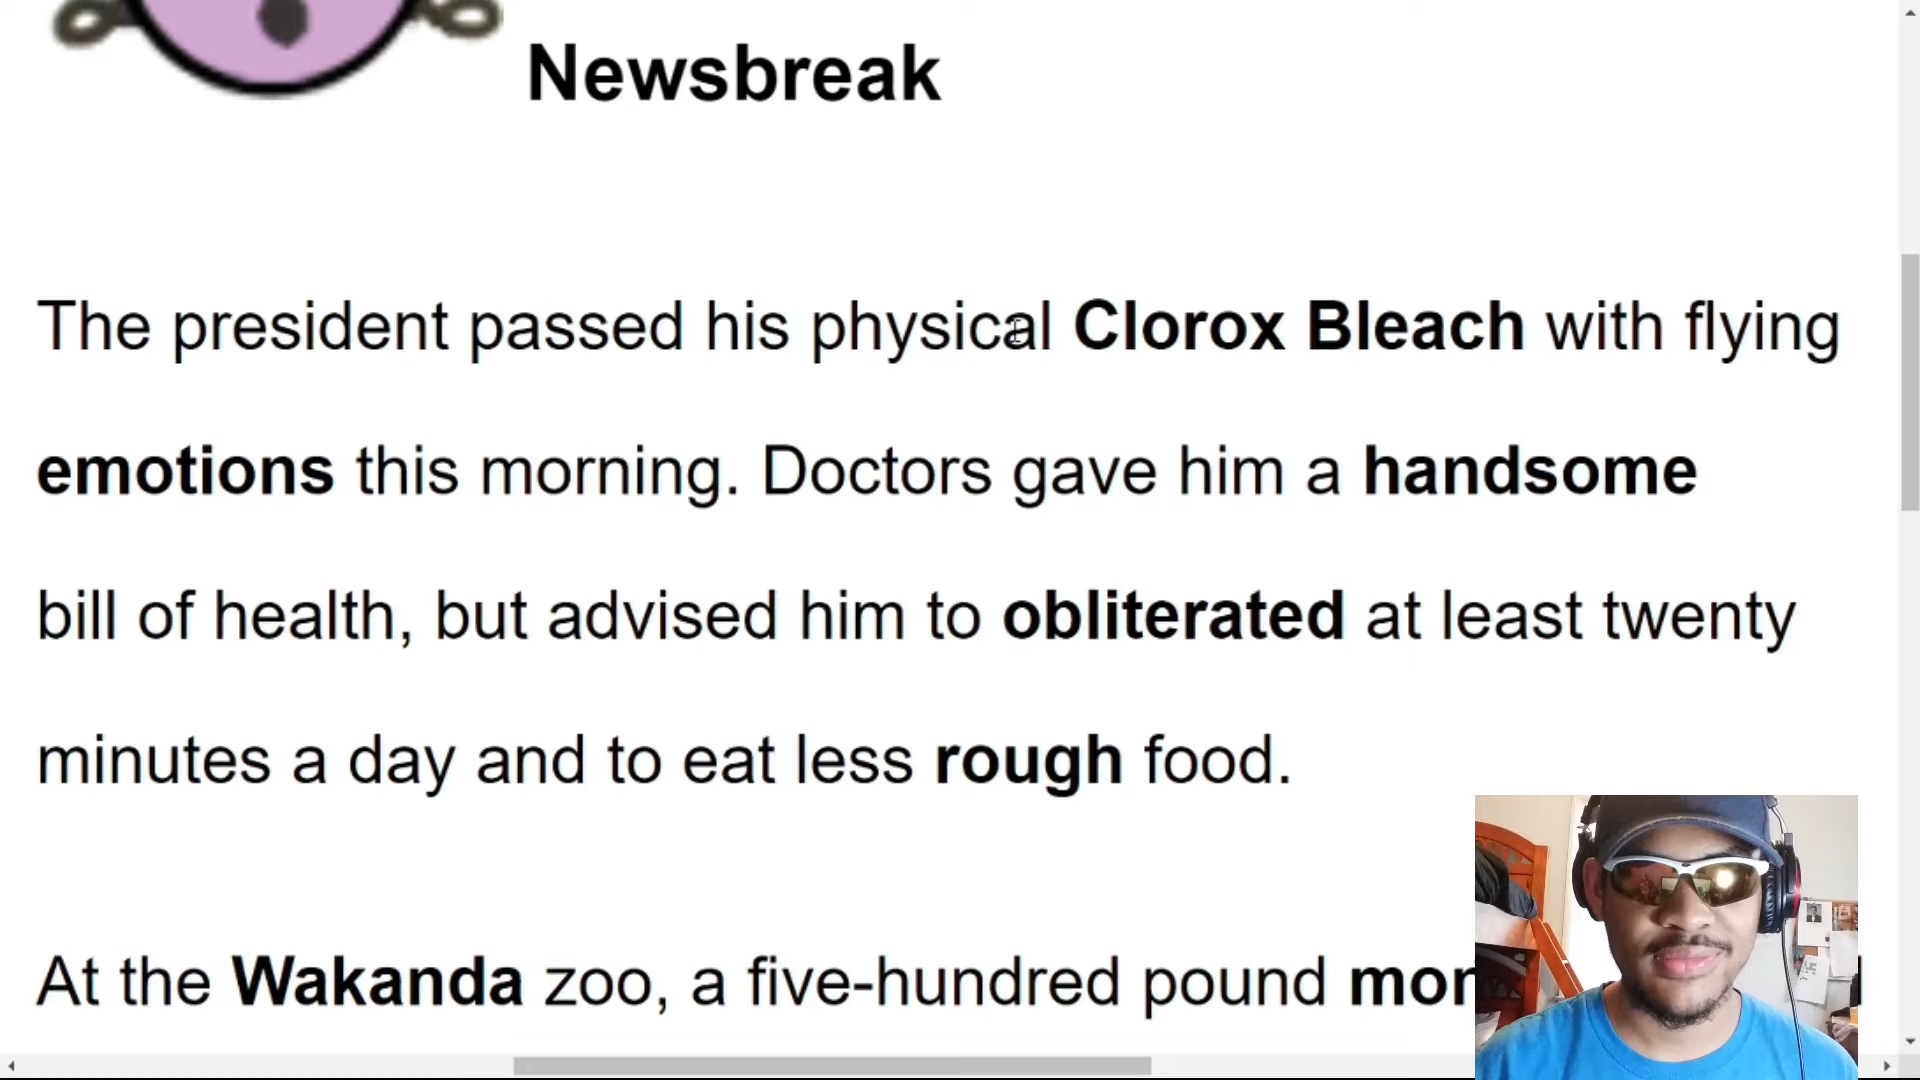 Newsbreak
The president passed his physical Clorox Bleach with flying
emotions this morning. Doctors gave him a handsome
bill of health, but advised him to obliterated at least twenty
minutes a day and to eat less rough food.
At the Wakanda zoo, a five-hundred pound